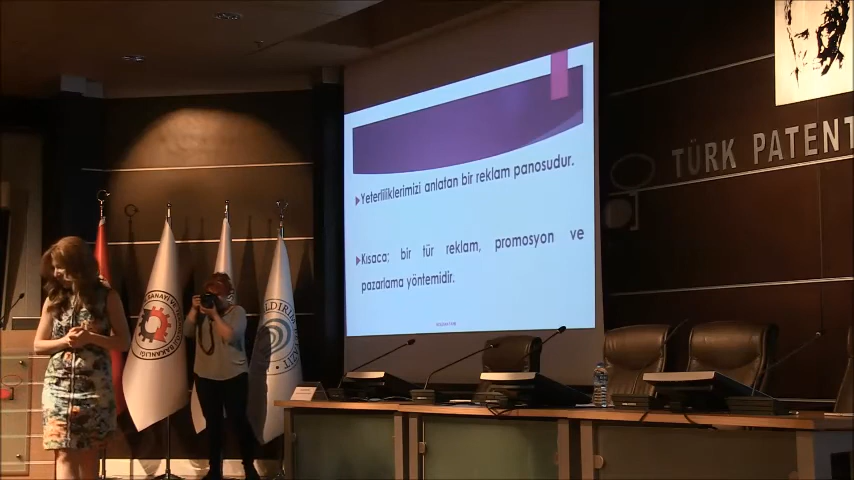 TÜRK PATENT
▸Yeterliliklerimizi anlatan bir reklam panosudur.
▸Kısaca; bir tür reklam, promosyon ve
pazarlama yöntemidir.